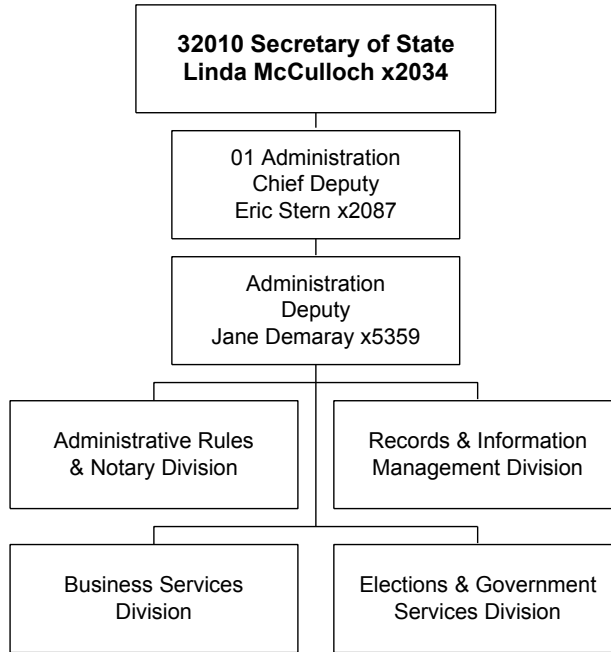 32010 Secretary of State
Linda McCulloch x2034
01 Administration
Chief Deputy
Eric Stern x2087
Administration
Deputy
Jane Demaray x5359
Administrative Rules
& Notary Division
Records & Information
Management Division
Business Services
Division
Elections & Government
Services Division